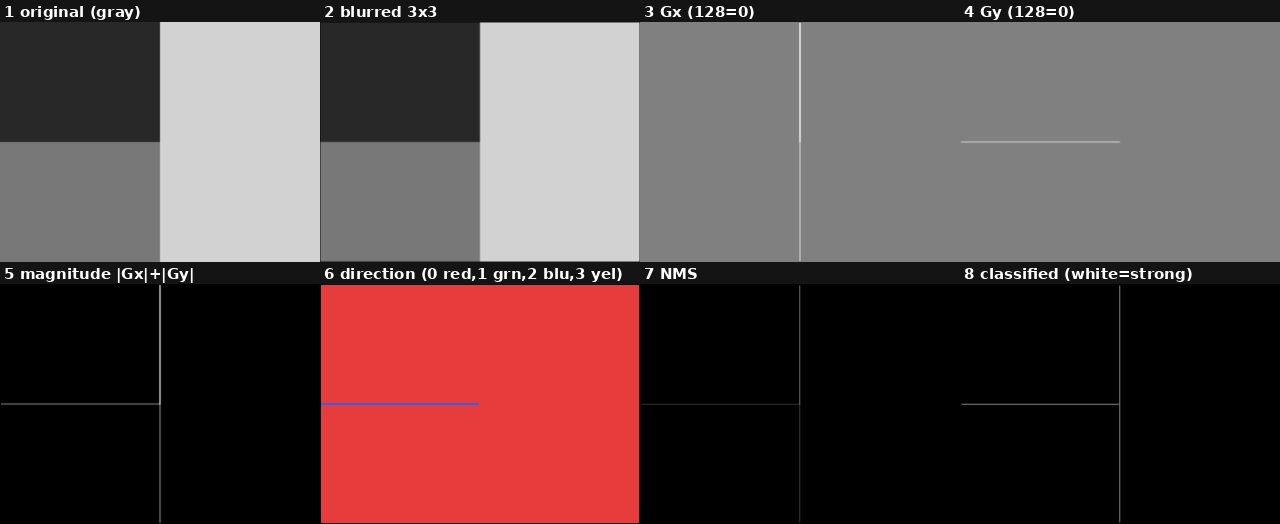 1 original (gray)
2 blurred 3x3
3 Gx (128=0)
4 Gy (128=0)
5 magnitude |Gx|+|Gy|
6 direction (0 red,1 grn,2 blu,3 yel)
7 NMS
8 classified (white=strong)